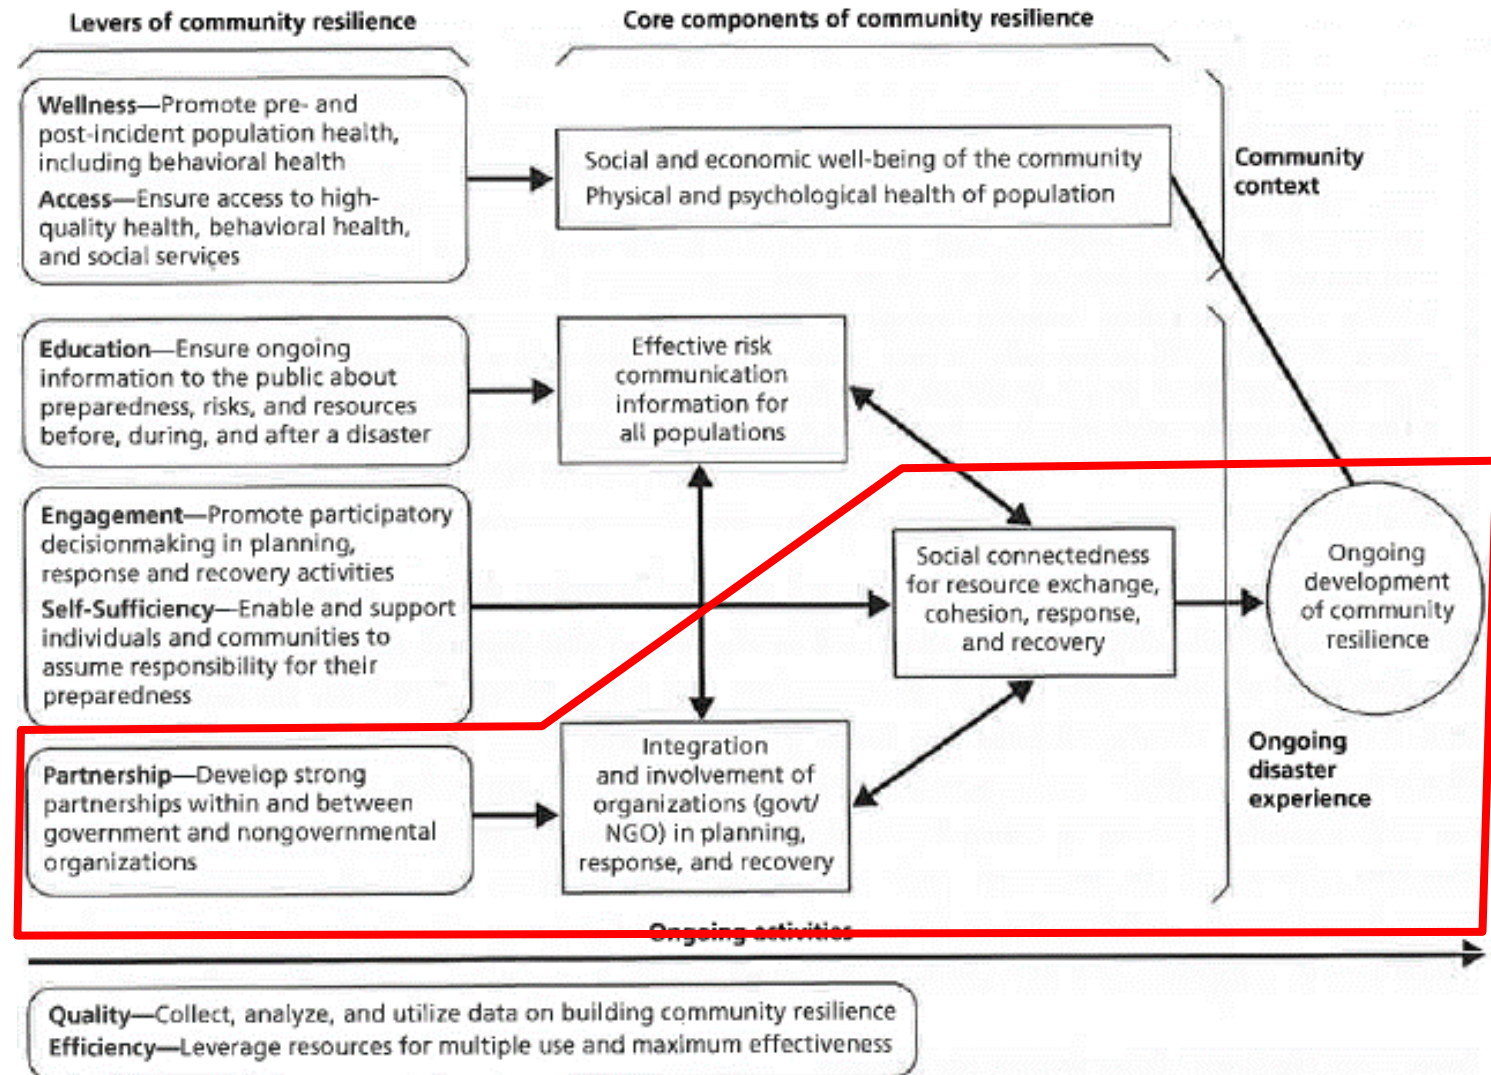 Levers of community resilience
Core components of community resilience
Wellness—Promote pre- and
post-incident population health,
including behavioral health
Access—Ensure access to high-
quality health, behavioral health,
and social services
Social and economic well-being of the community
Physical and psychological health of population
Community
context
Education—Ensure ongoing
information to the public about
preparedness, risks, and resources
before, during, and after a disaster
Effective risk
communication
information for
all populations
Engagement—Promote participatory
decisionmaking in planning,
response and recovery activities
Self-Sufficiency—Enable and support
individuals and communities to
assume responsibility for their
preparedness
Social connectedness
for resource exchange,
cohesion, response,
and recovery
Ongoing
development
of community
resilience
Partnership—Develop strong
partnerships within and between
government and nongovernmental
organizations
Integration
and involvement of
organizations (govt/
NGO) in planning,
response, and recovery
Ongoing
disaster
experience
Ongoing activities
Quality—Collect, analyze, and utilize data on building community resilience
Efficiency—Leverage resources for multiple use and maximum effectiveness